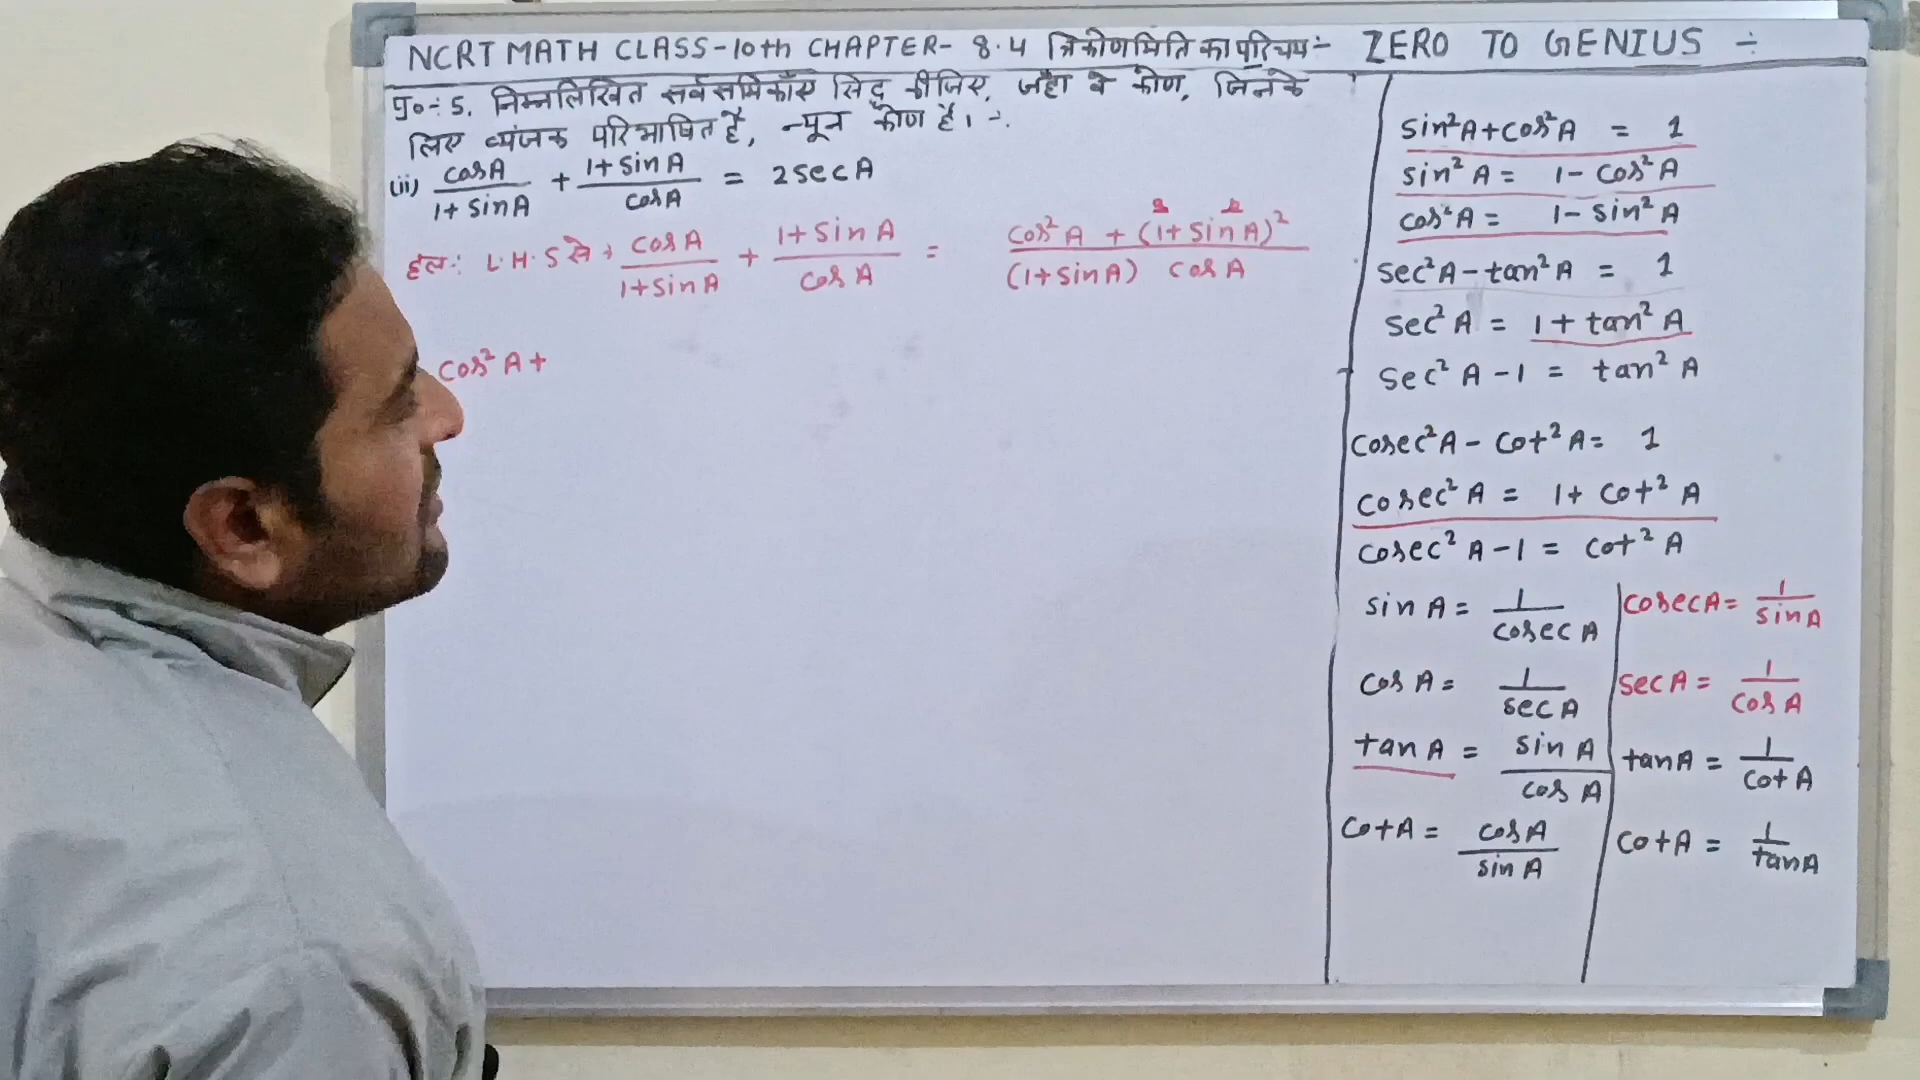 NCRT MATH CLASS-10th CHAPTER- 8.4 त्रिकोणमिति का परिचय :- ZERO TO GENIUS ÷
प्र०-: 5. निम्नलिखित सर्वसमिकाएँ सिद्ध कीजिए, जहाँ वे कोण, जिनके
लिए व्यंजक परिभाषित है, न्यून कोण है। -:
(ii) cosA/1+sinA + 1+sinA/cosA = 2secA
हल-: L.H.S से, cosA/1+sinA + 1+sinA/cosA = cos²A + (1+sinA)²/(1+sinA) cosA
cos²A +
sin²A+cos²A = 1
sin²A = 1-cos²A
cos²A = 1-sin²A
sec²A-tan²A = 1
sec²A = 1+tan²A
sec²A-1 = tan²A
cosec²A-cot²A = 1
cosec²A = 1+cot²A
cosec²A-1 = cot²A
sinA = 1/cosecA
cosA = 1/secA
tanA = sinA/cosA
cotA = cosA/sinA
cosecA = 1/sinA
secA = 1/cosA
tanA = 1/cotA
cotA = 1/tanA